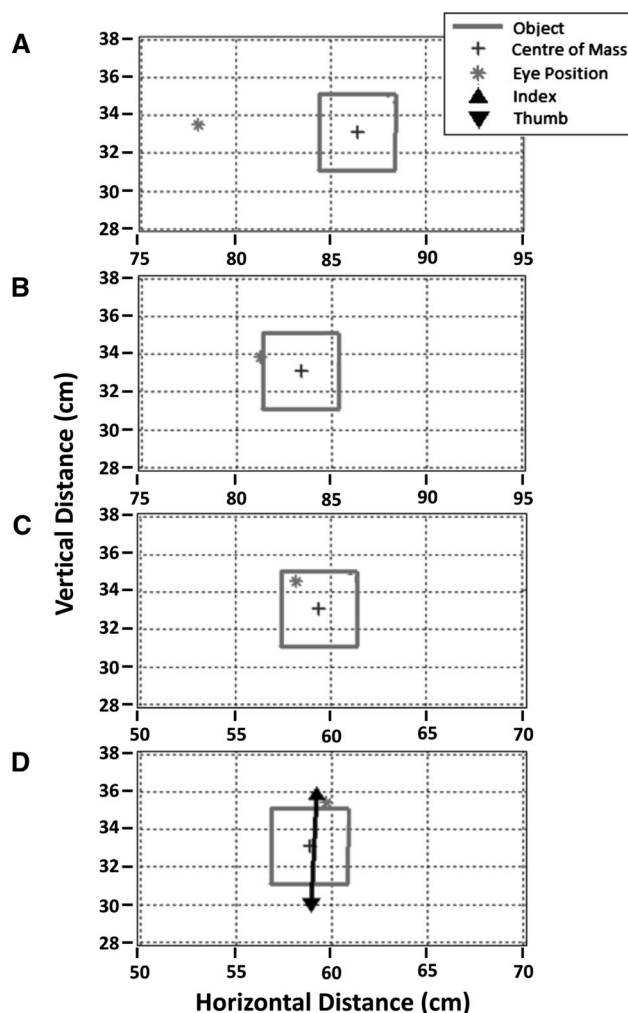 Object
Centre of Mass
Eye Position
Index
Thumb
A
38
36
34
32
30
28
75 80 85 90 95
B
38
36
34
32
30
28
75 80 85 90 95
Vertical Distance (cm)
C
38
36
34
32
30
28
50 55 60 65 70
D
38
36
34
32
30
28
50 55 60 65 70
Horizontal Distance (cm)